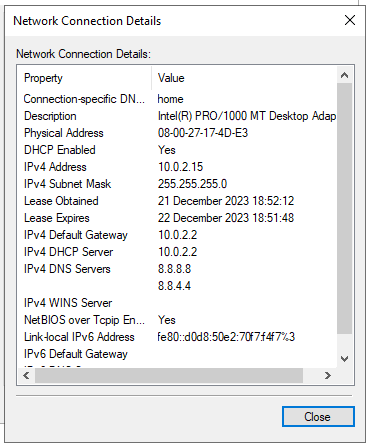 Network Connection Details
Network Connection Details:
Property Value
Connection-specific DN... home
Description Intel(R) PRO/1000 MT Desktop Adap
Physical Address 08-00-27-17-4D-E3
DHCP Enabled Yes
IPv4 Address 10.0.2.15
IPv4 Subnet Mask 255.255.255.0
Lease Obtained 21 December 2023 18:52:12
Lease Expires 22 December 2023 18:51:48
IPv4 Default Gateway 10.0.2.2
IPv4 DHCP Server 10.0.2.2
IPv4 DNS Servers 8.8.8.8
8.8.4.4
IPv4 WINS Server
NetBIOS over Tcpip En... Yes
Link-local IPv6 Address fe80::d0d8:50e2:70f7:f4f7%3
IPv6 Default Gateway
Close